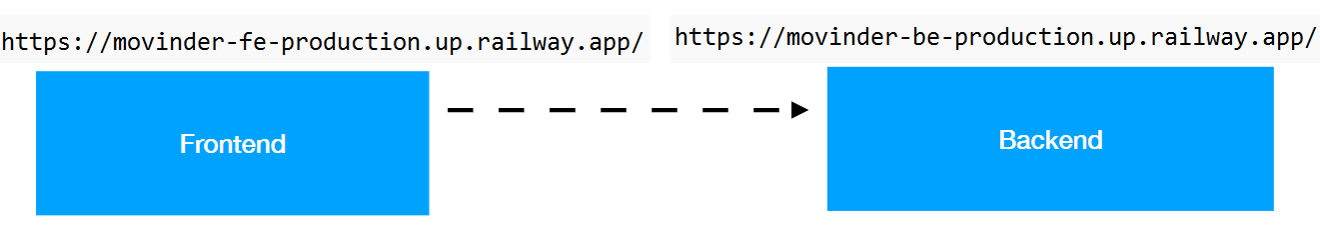 https://movinder-fe-production.up.railway.app/
https://movinder-be-production.up.railway.app/
Frontend
Backend